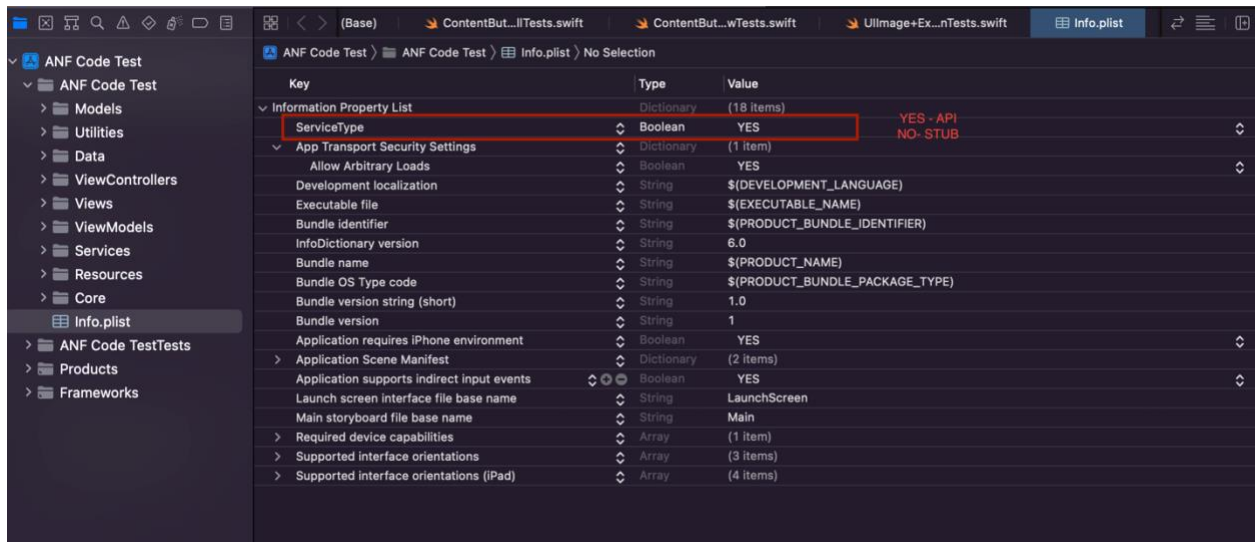 (Base)
ContentBut...llTests.swift
ContentBut...wTests.swift
UIImage+Ex...nTests.swift
Info.plist
ANF Code Test
ANF Code Test
Models
Utilities
Data
ViewControllers
Views
ViewModels
Services
Resources
Core
Info.plist
ANF Code TestTests
Products
Frameworks
ANF Code Test 〉 ANF Code Test 〉 Info.plist 〉 No Selection
Key Type Value
Information Property List Dictionary (18 items)
ServiceType Boolean YES
YES - API
NO- STUB
App Transport Security Settings Dictionary (1 item)
Allow Arbitrary Loads Boolean YES
Development localization String $(DEVELOPMENT_LANGUAGE)
Executable file String $(EXECUTABLE_NAME)
Bundle identifier String $(PRODUCT_BUNDLE_IDENTIFIER)
InfoDictionary version String 6.0
Bundle name String $(PRODUCT_NAME)
Bundle OS Type code String $(PRODUCT_BUNDLE_PACKAGE_TYPE)
Bundle version string (short) String 1.0
Bundle version String 1
Application requires iPhone environment Boolean YES
Application Scene Manifest Dictionary (2 items)
Application supports indirect input events Boolean YES
Launch screen interface file base name String LaunchScreen
Main storyboard file base name String Main
Required device capabilities Array (1 item)
Supported interface orientations Array (3 items)
Supported interface orientations (iPad) Array (4 items)